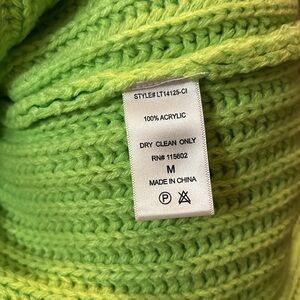 STYLE# LT14125-CI
100% ACRYLIC
DRY CLEAN ONLY
RN# 115602
M
MADE IN CHINA
P